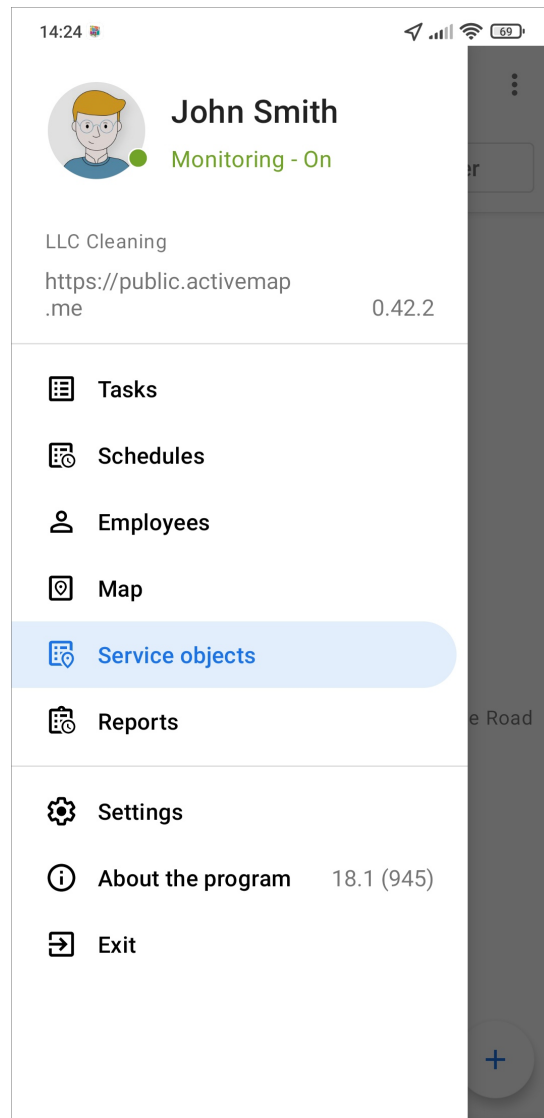 14:24
69
John Smith
Monitoring - On
er
LLC Cleaning
https://public.activemap
.me
0.42.2
Tasks
Schedules
Employees
Map
Service objects
Reports
e Road
Settings
About the program 18.1 (945)
Exit